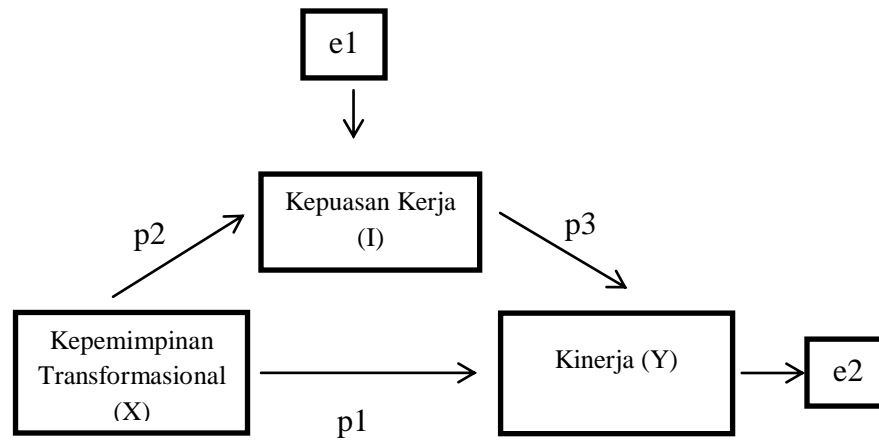 e1
Kepuasan Kerja
(I)
p2
p3
Kepemimpinan
Transformasional
(X)
p1
Kinerja (Y)
e2